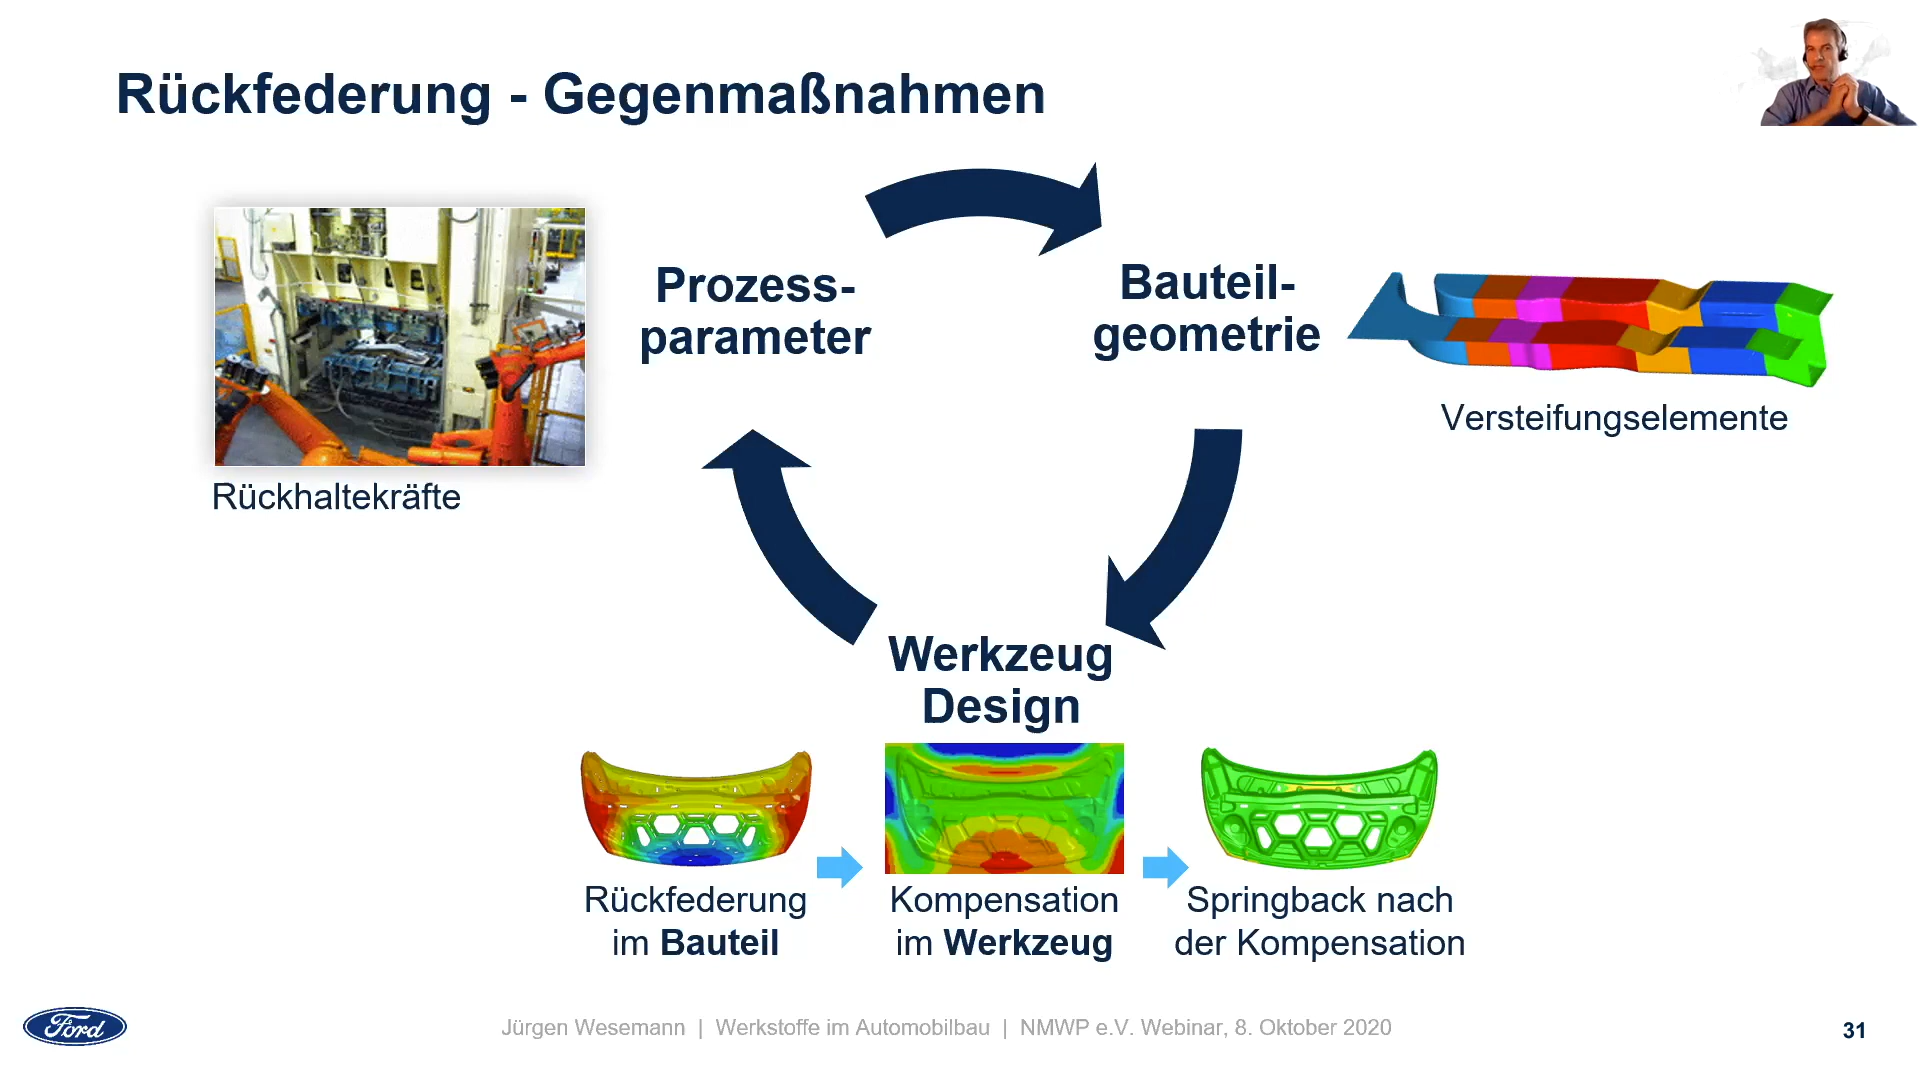 Rückfederung - Gegenmaßnahmen
Prozess-
parameter
Bauteil-
geometrie
Versteifungselemente
Rückhaltekräfte
Werkzeug
Design
Rückfederung
im Bauteil
Kompensation
im Werkzeug
Springback nach
der Kompensation
Ford
Jürgen Wesemann | Werkstoffe im Automobilbau | NMWP e.V. Webinar, 8. Oktober 2020
31